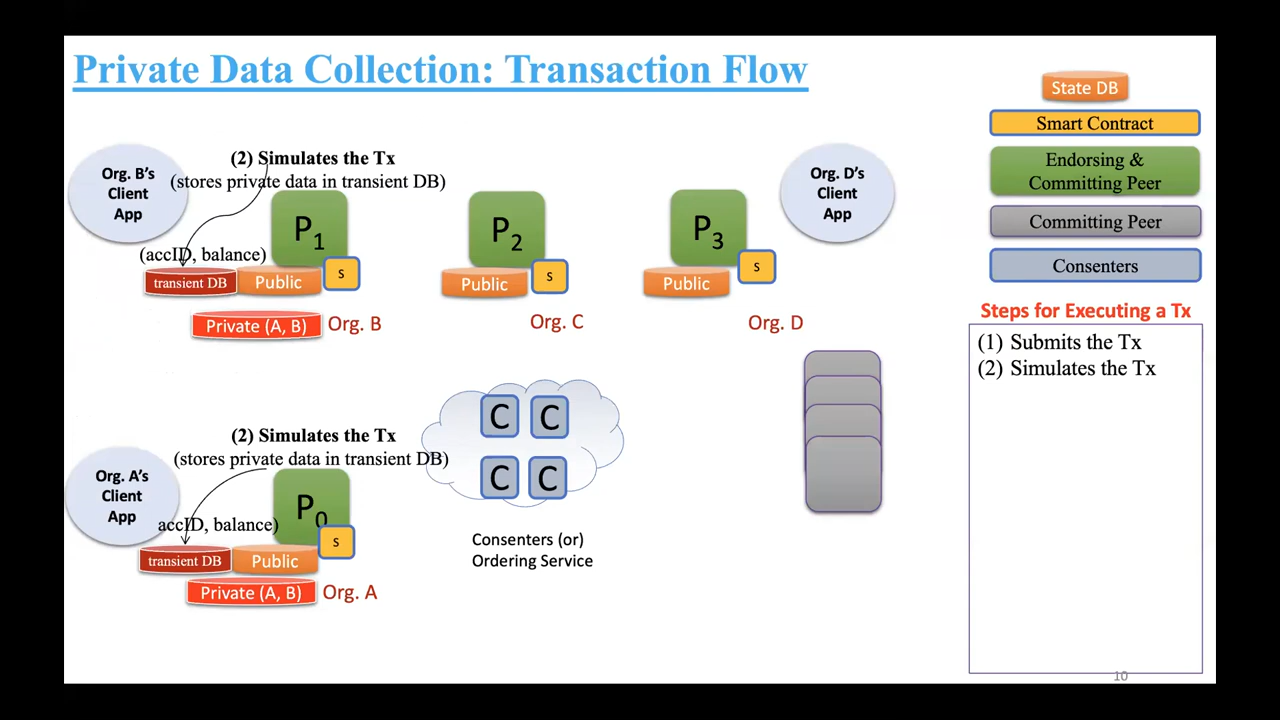 Private Data Collection: Transaction Flow
State DB
Smart Contract
Endorsing &
Committing Peer
Committing Peer
Consenters
Steps for Executing a Tx
(1) Submits the Tx
(2) Simulates the Tx
Org. B's
Client
App
(2) Simulates the Tx
(stores private data in transient DB)
(accID, balance)
P1
transient DB
Public
s
Private (A, B)
Org. B
P2
Public
s
Org. C
P3
Public
s
Org. D
Org. D's
Client
App
C C
C C
Consenters (or)
Ordering Service
Org. A's
Client
App
(2) Simulates the Tx
(stores private data in transient DB)
accID, balance)
P0
transient DB
Public
s
Private (A, B)
Org. A
10